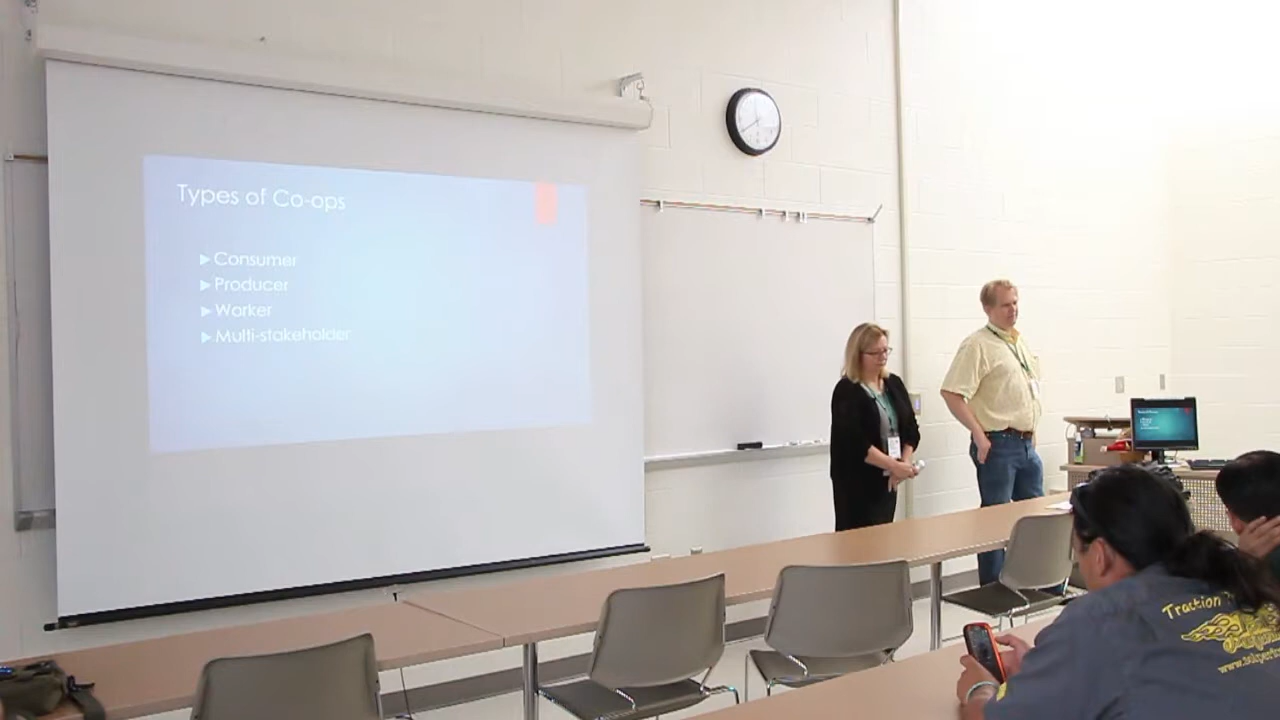 Types of Co-ops
▶Consumer
▶Producer
▶Worker
▶Multi-stakeholder
Traction